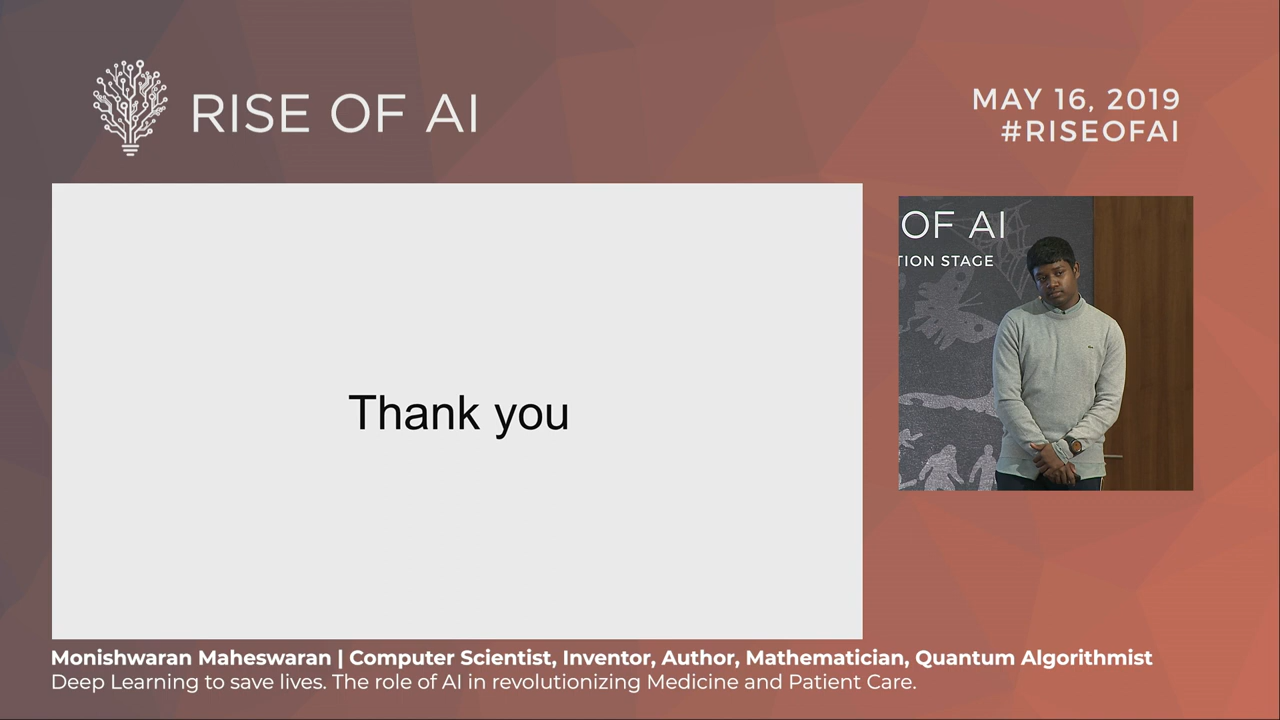 RISE OF AI
MAY 16, 2019
#RISEOFAI
Thank you
OF AI
TION STAGE
Monishwaran Maheswaran | Computer Scientist, Inventor, Author, Mathematician, Quantum Algorithmist
Deep Learning to save lives. The role of AI in revolutionizing Medicine and Patient Care.